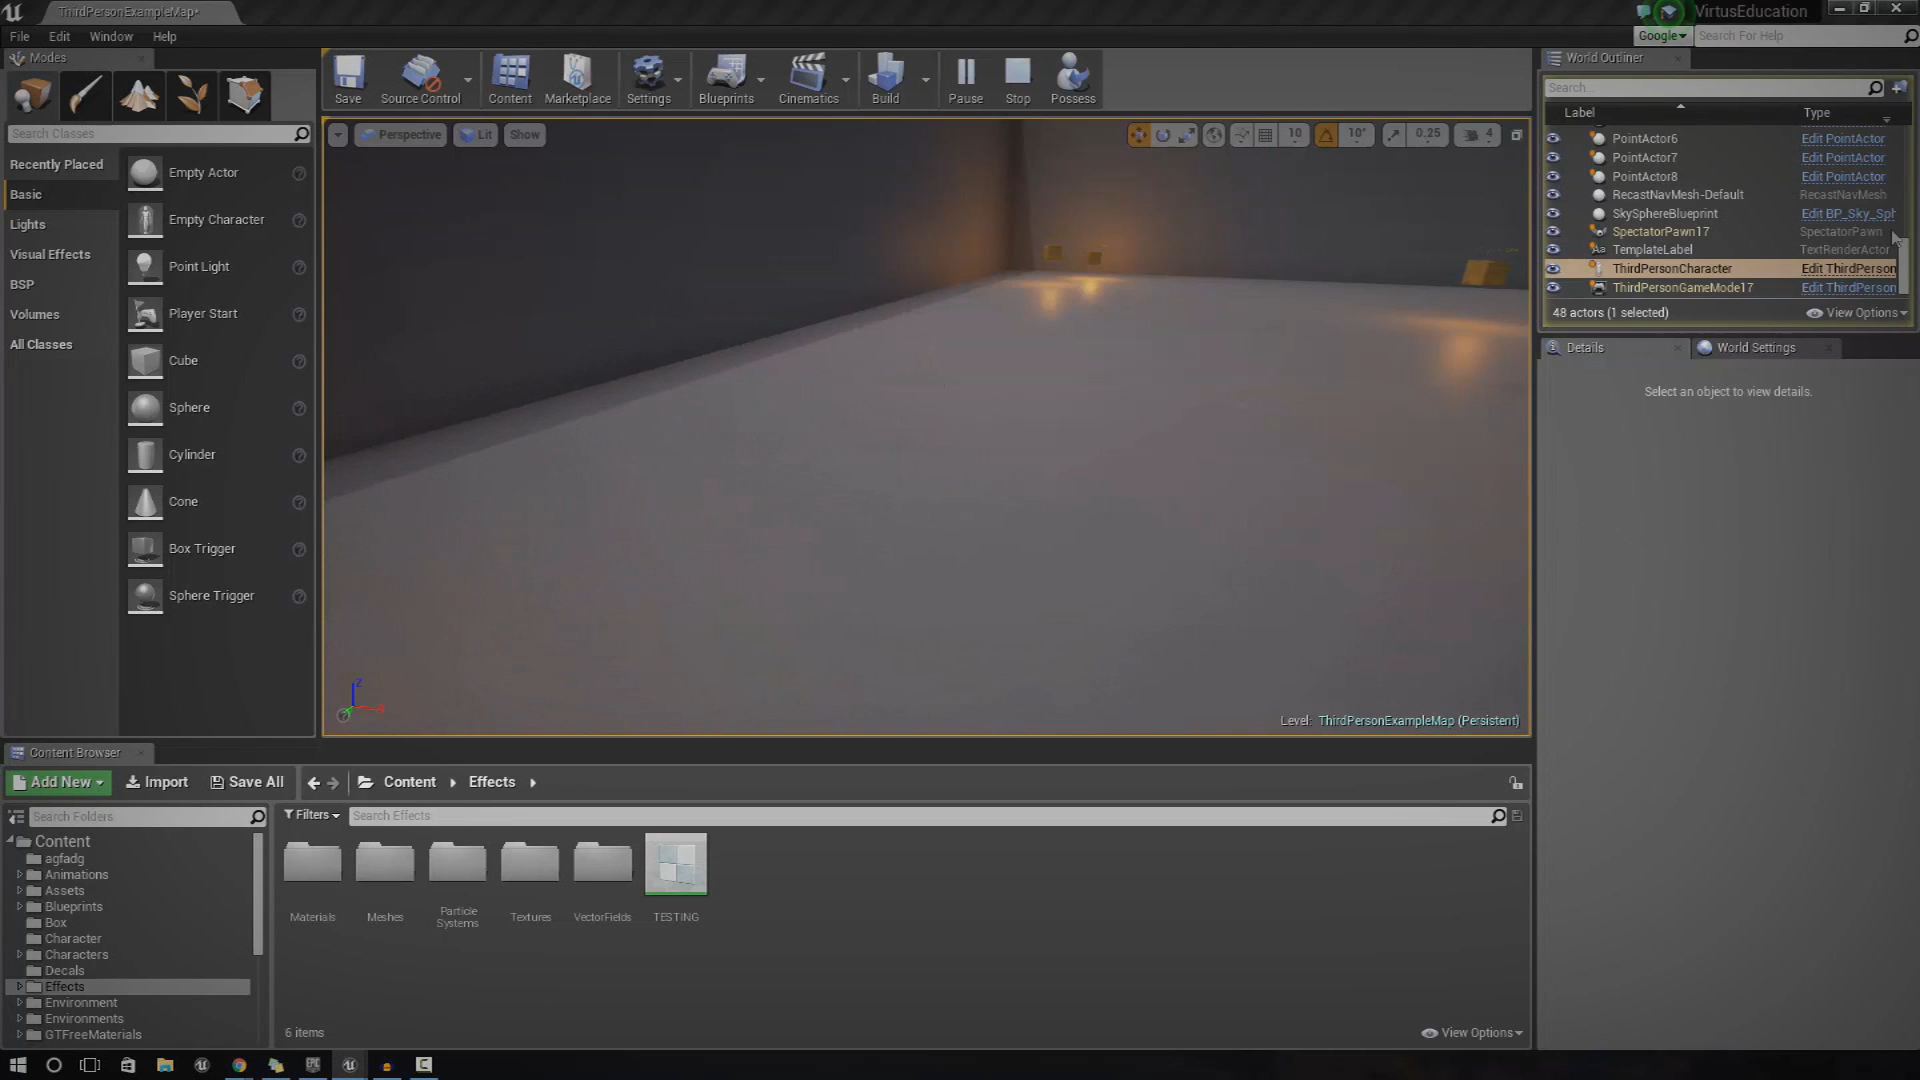 ThirdPersonExampleMap*
VirtusEducation
File Edit Window Help
Google
Search For Help
Modes
Search Classes
Recently Placed
Basic
Lights
Visual Effects
BSP
Volumes
All Classes
Empty Actor
Empty Character
Point Light
Player Start
Cube
Sphere
Cylinder
Cone
Box Trigger
Sphere Trigger
Save
Source Control
Content
Marketplace
Settings
Blueprints
Cinematics
Build
Pause
Stop
Possess
Perspective Lit Show
10 10° 0.25 4
Level: ThirdPersonExampleMap (Persistent)
World Outliner
Search...
Label Type
PointActor6 Edit PointActor
PointActor7 Edit PointActor
PointActor8 Edit PointActor
RecastNavMesh-Default RecastNavMesh
SkySphereBlueprint Edit BP_Sky_Sph
SpectatorPawn17 SpectatorPawn
TemplateLabel TextRenderActor
ThirdPersonCharacter Edit ThirdPerson
ThirdPersonGameMode17 Edit ThirdPerson
48 actors (1 selected) View Options
Details World Settings
Select an object to view details.
Content Browser
Add New Import Save All Content Effects
Search Folders
Filters Search Effects
Content
agfadg
Animations
Assets
Blueprints
Box
Character
Characters
Decals
Effects
Environment
Environments
GTFreeMaterials
Materials
Meshes
Particle
Systems
Textures
VectorFields
TESTING
6 items View Options